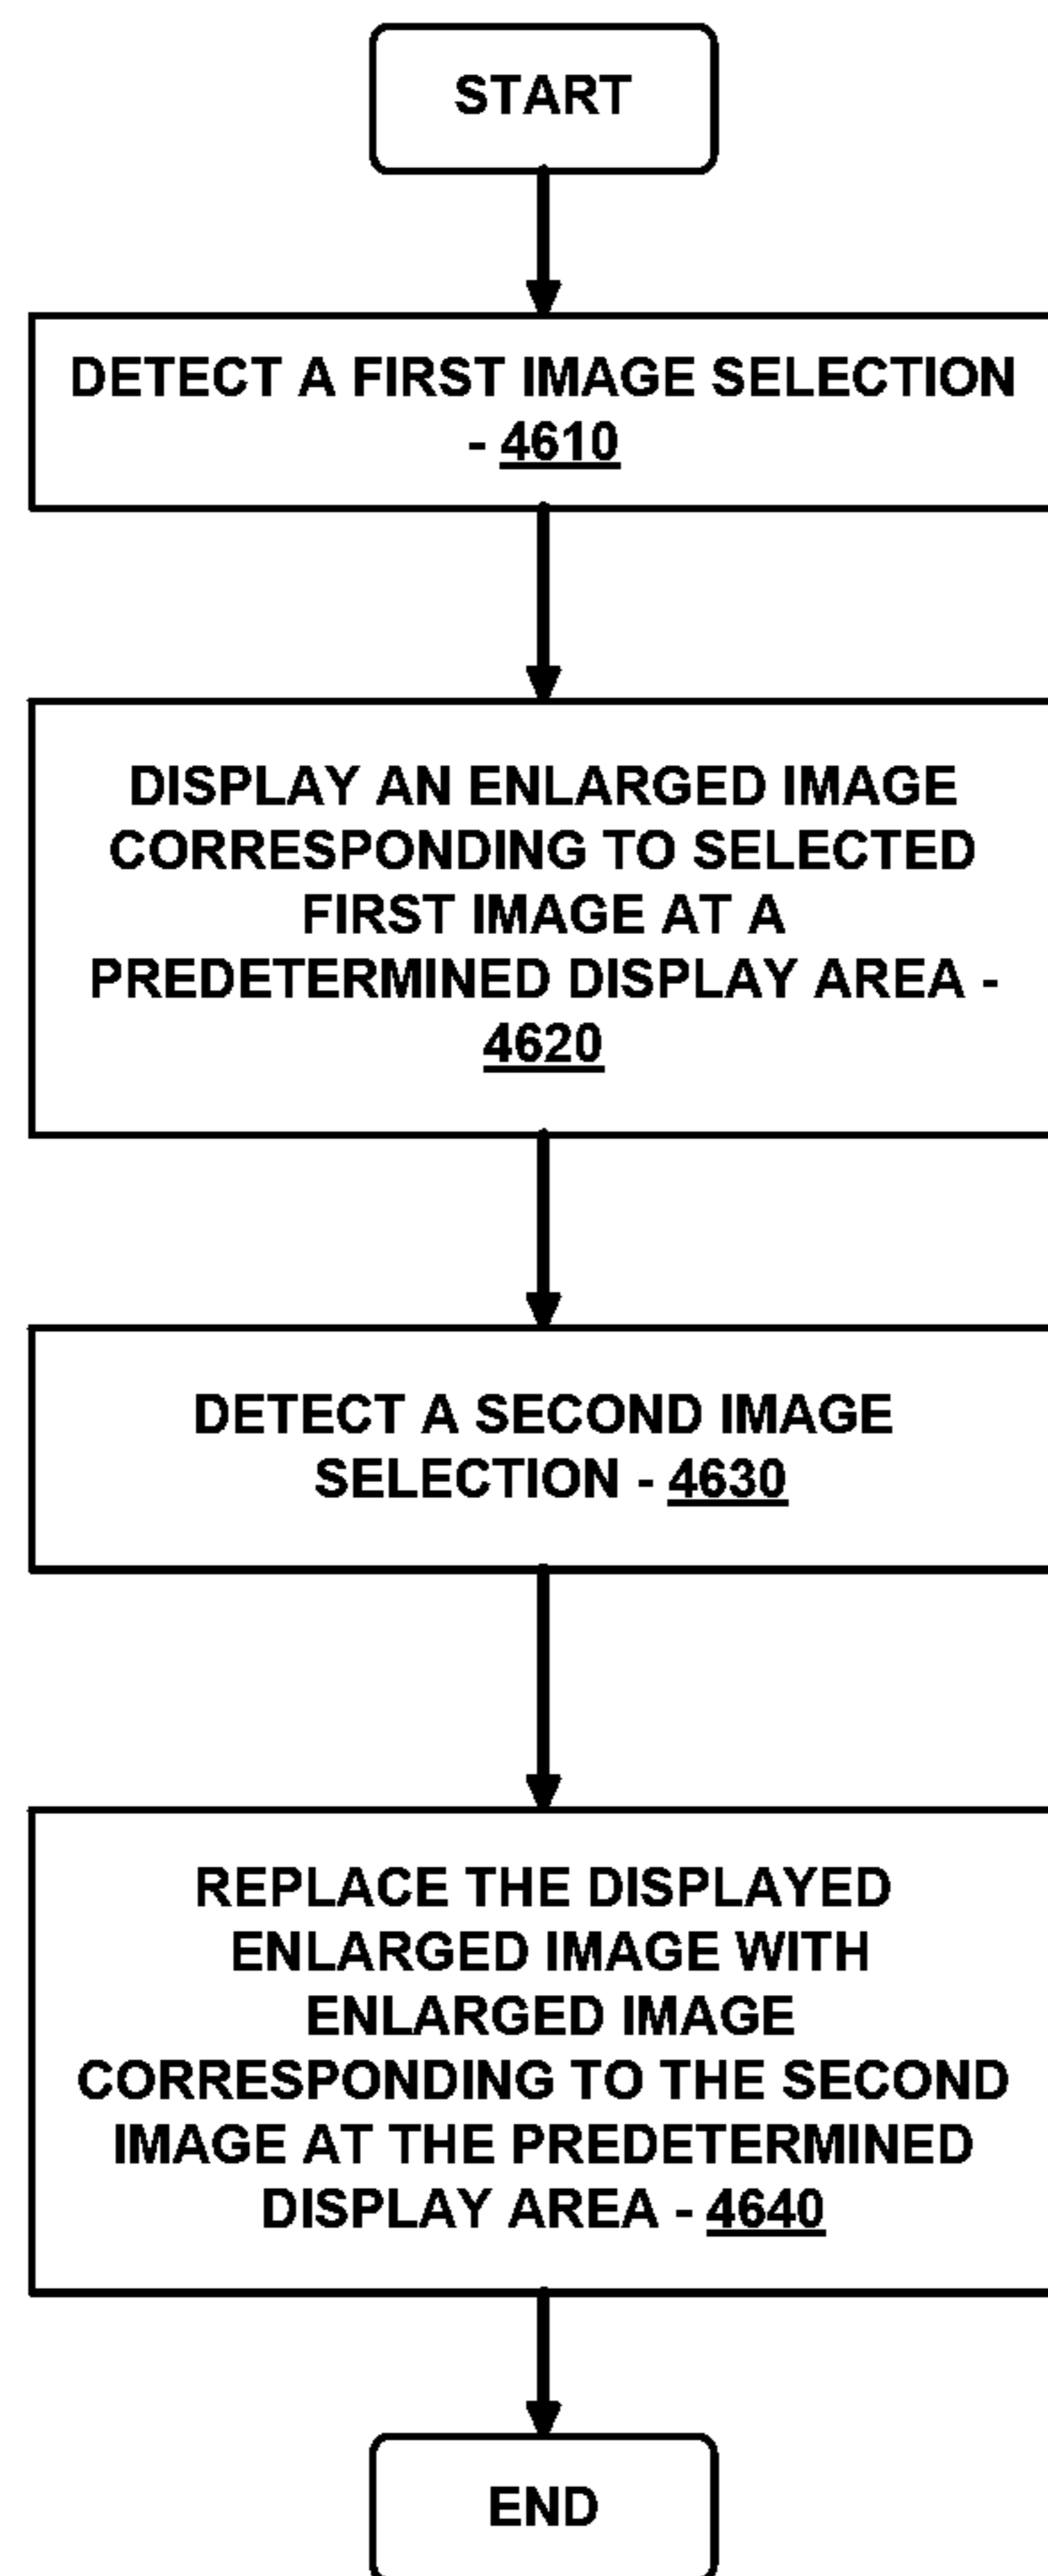 START
DETECT A FIRST IMAGE SELECTION
- 4610
DISPLAY AN ENLARGED IMAGE
CORRESPONDING TO SELECTED
FIRST IMAGE AT A
PREDETERMINED DISPLAY AREA -
4620
DETECT A SECOND IMAGE
SELECTION - 4630
REPLACE THE DISPLAYED
ENLARGED IMAGE WITH
ENLARGED IMAGE
CORRESPONDING TO THE SECOND
IMAGE AT THE PREDETERMINED
DISPLAY AREA - 4640
END